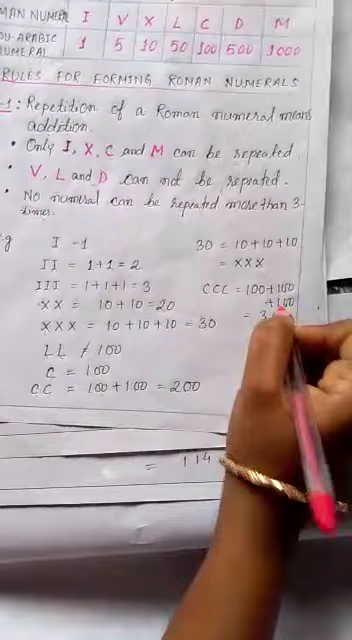 MAN NUMERAL I V X L C D M
DU-ARABIC NUMERAL 1 5 10 50 100 500 1000
RULES FOR FORMING ROMAN NUMERALS
-1: Repetition of a Roman numeral means
addition.
• Only I, X, C and M can be repeated.
• V, L and D can not be repeated.
• No numeral can be repeated more than 3-
times.
g I -1
II = 1+1 = 2
III = 1+1+1 = 3
XX = 10+10 = 20
XXX = 10+10+10 = 30
LL ≠ 100
C = 100
CC = 100+100 = 200
30 = 10+10+10
= XXX
CCC = 100+100
+100
= 3
= 114